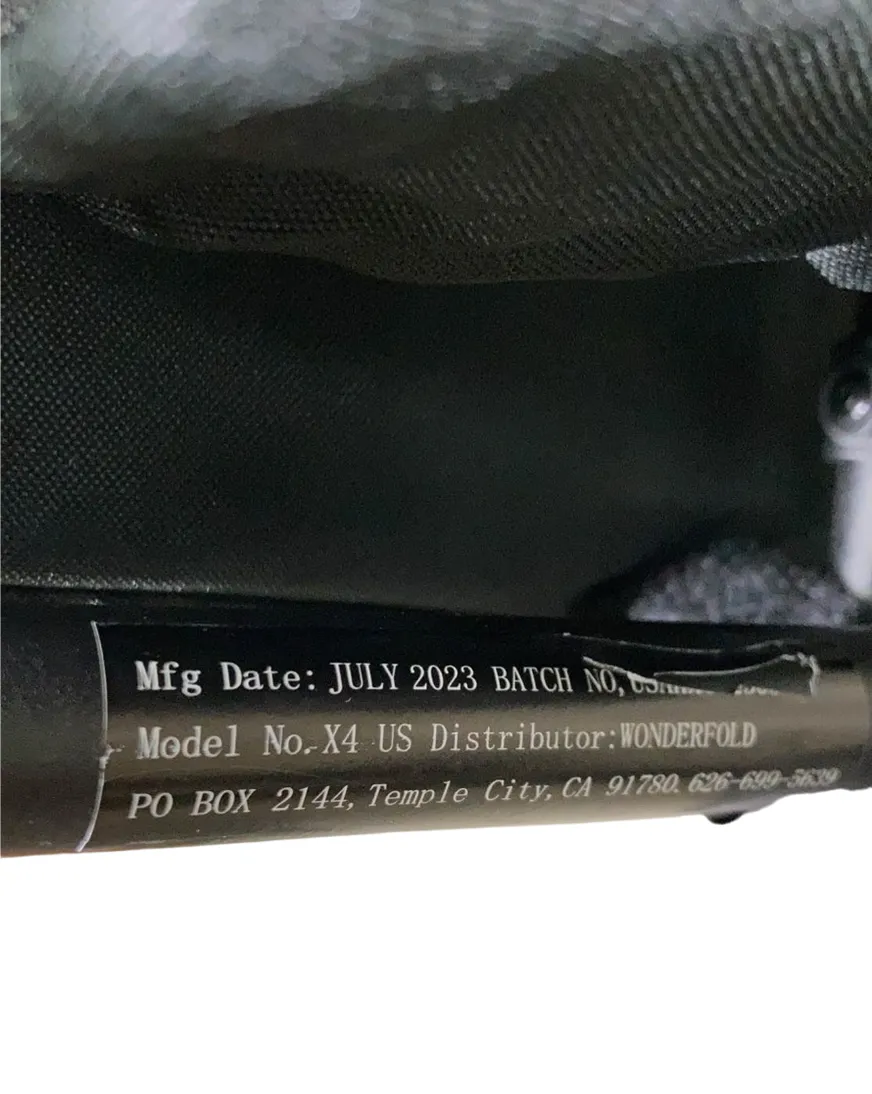 Mfg Date: JULY 2023 BATCH NO,
Model No. X4 US Distributor:WONDERFOLD
PO BOX 2144, Temple City, CA 91780. 626-699-5639